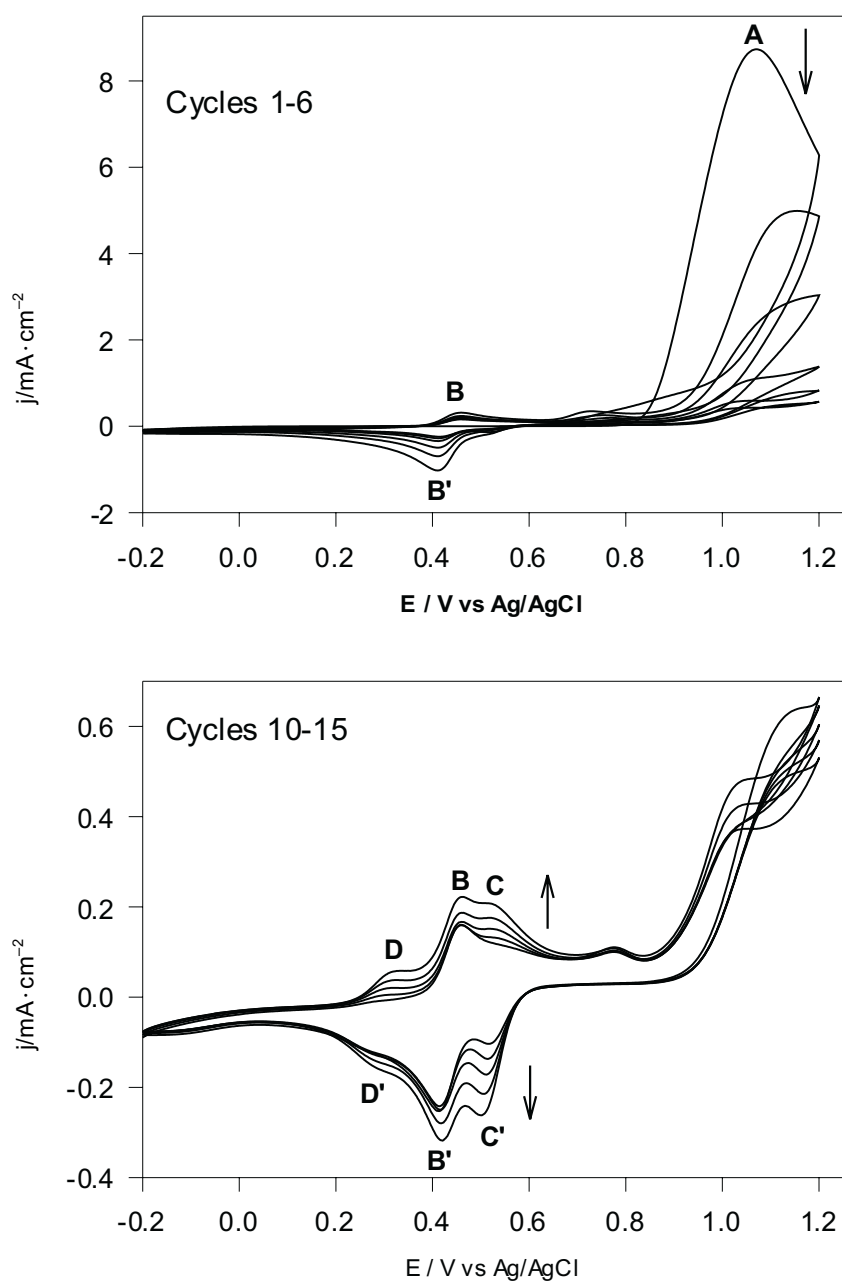 Cycles 1-6
A
B
B'
8
6
4
2
0
-2
-0.2 0.0 0.2 0.4 0.6 0.8 1.0 1.2
j/mA·cm⁻²
E / V vs Ag/AgCl
Cycles 10-15
B
C
D
D'
B'
C'
0.6
0.4
0.2
0.0
-0.2
-0.4
-0.2 0.0 0.2 0.4 0.6 0.8 1.0 1.2
j/mA·cm⁻²
E / V vs Ag/AgCl